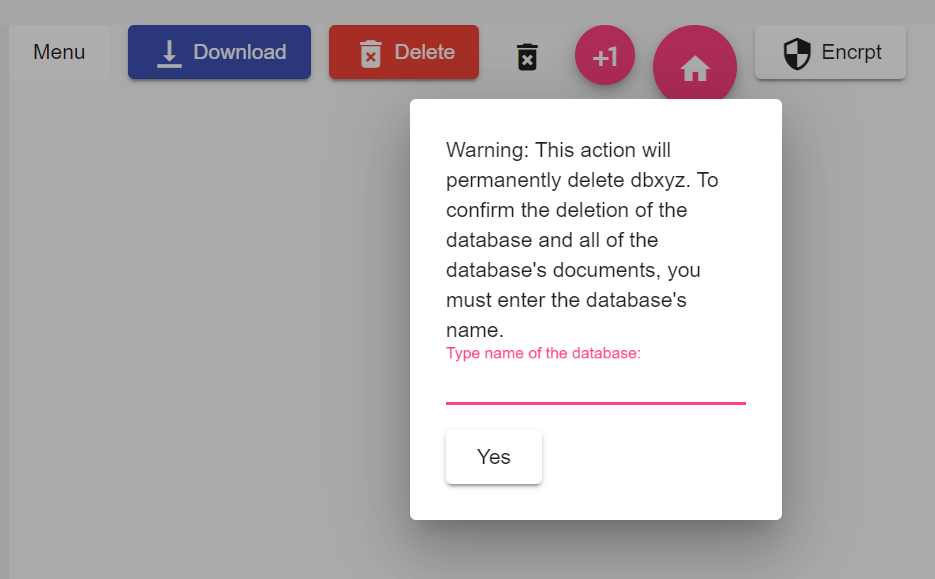 Menu Download Delete +1 Encrpt
Warning: This action will
permanently delete dbxyz. To
confirm the deletion of the
database and all of the
database's documents, you
must enter the database's
name.
Type name of the database:
Yes